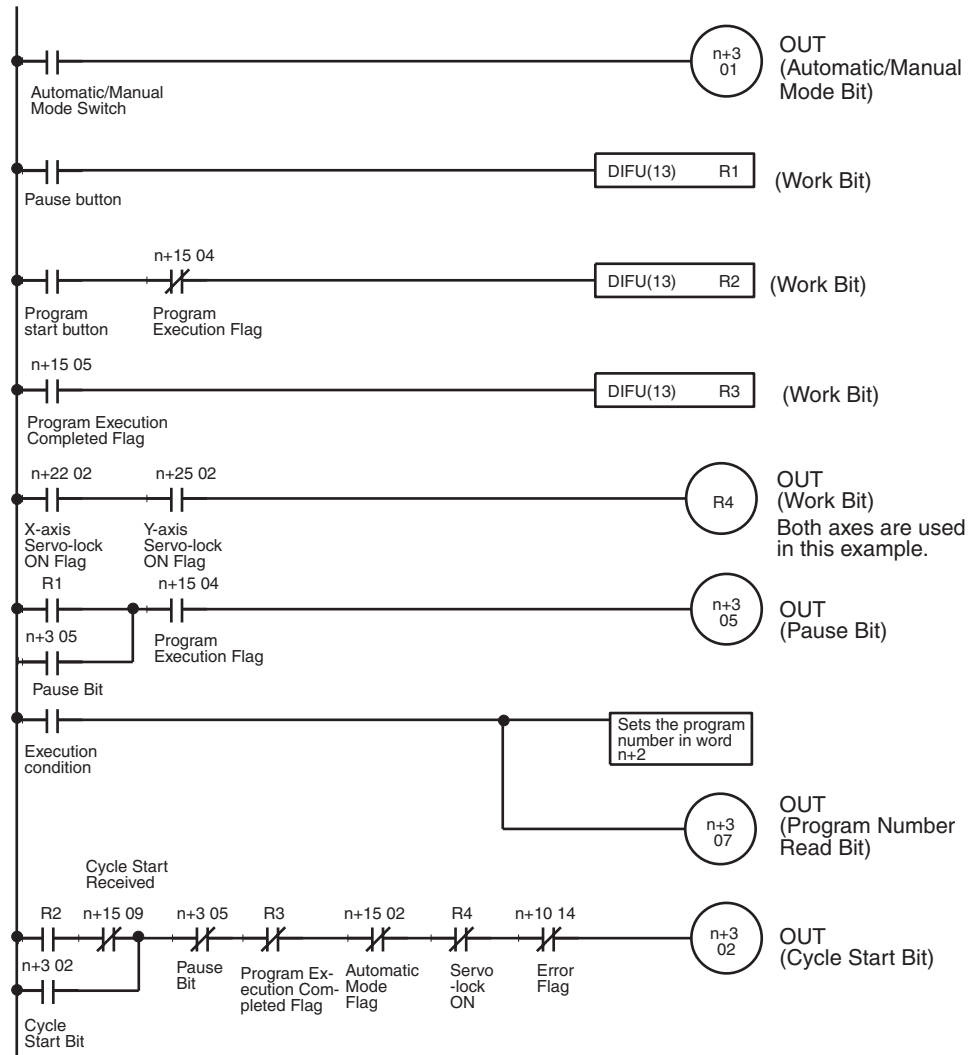 n+3
01
OUT
(Automatic/Manual
Mode Bit)
Automatic/Manual
Mode Switch
DIFU(13) R1
(Work Bit)
Pause button
n+15 04
DIFU(13) R2
(Work Bit)
Program
start button
Program
Execution Flag
n+15 05
DIFU(13) R3
(Work Bit)
Program Execution
Completed Flag
n+22 02
n+25 02
R4
OUT
(Work Bit)
Both axes are used
in this example.
X-axis
Servo-lock
ON Flag
Y-axis
Servo-lock
ON Flag
R1
n+15 04
n+3
05
OUT
(Pause Bit)
n+3 05
Program
Execution Flag
Pause Bit
Sets the program
number in word
n+2
Execution
condition
n+3
07
OUT
(Program Number
Read Bit)
Cycle Start
Received
R2
n+15 09
n+3 05
R3
n+15 02
R4
n+10 14
n+3
02
OUT
(Cycle Start Bit)
n+3 02
Pause
Bit
Program Ex-
ecution Com-
pleted Flag
Automatic
Mode
Flag
Servo
-lock
ON
Error
Flag
Cycle
Start Bit